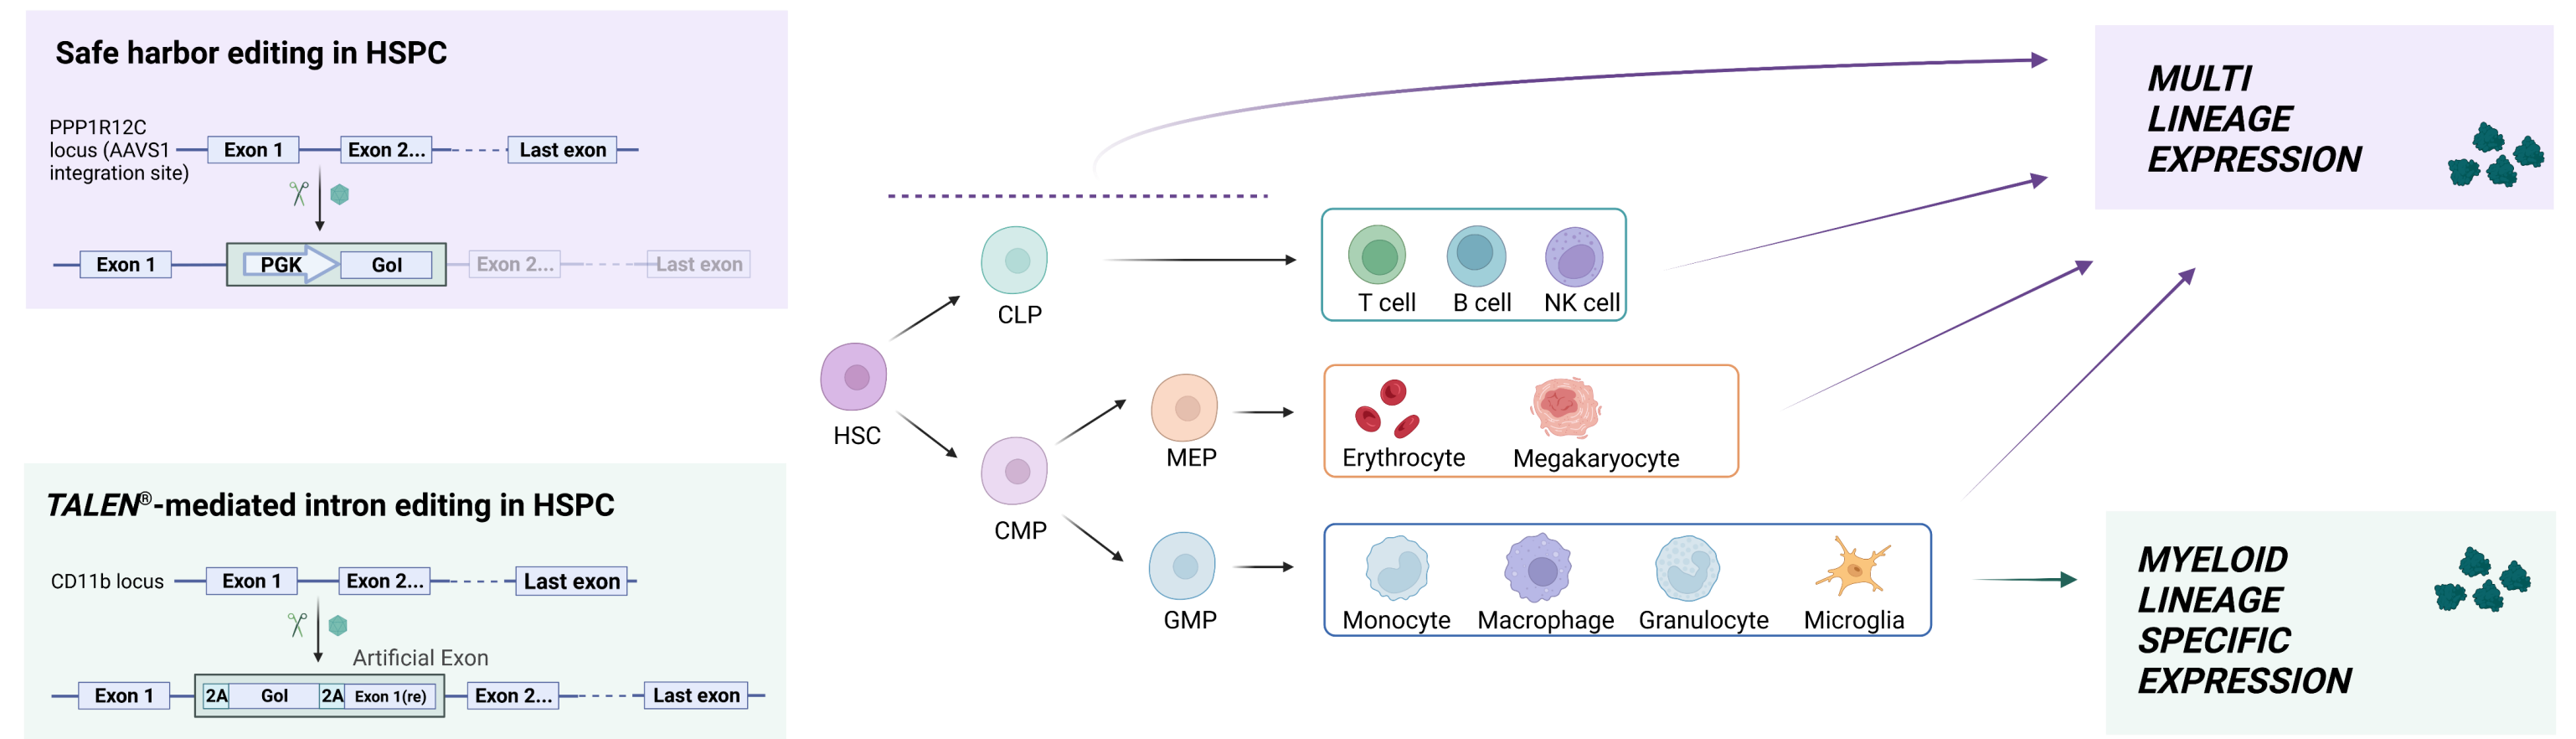 Safe harbor editing in HSPC
PPP1R12C
locus (AAVS1
integration site)
Exon 1
Exon 2...
Last exon
Exon 1
PGK
GoI
Exon 2...
Last exon
TALEN®-mediated intron editing in HSPC
CD11b locus
Exon 1
Exon 2...
Last exon
Artificial Exon
Exon 1
2A
GoI
2A
Exon 1(re)
Exon 2...
Last exon
HSC
CLP
CMP
MEP
GMP
T cell
B cell
NK cell
Erythrocyte
Megakaryocyte
Monocyte
Macrophage
Granulocyte
Microglia
MULTI
LINEAGE
EXPRESSION
MYELOID
LINEAGE
SPECIFIC
EXPRESSION